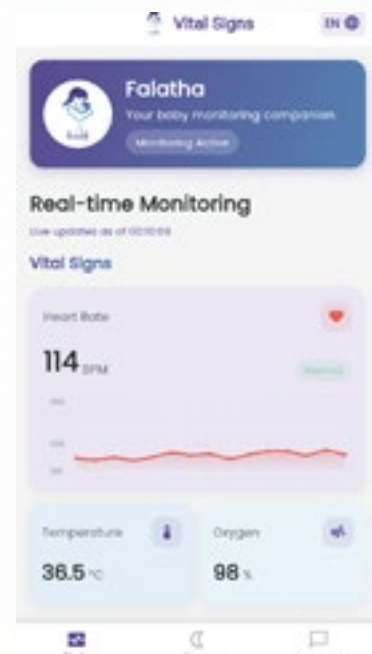 Vital Signs
EN
Falatha
Your baby monitoring companion
Monitoring Active
Real-time Monitoring
Live updates as of
Vital Signs
Heart Rate
114 BPM
Normal
Temperature
Oxygen
36.5 °C
98 %